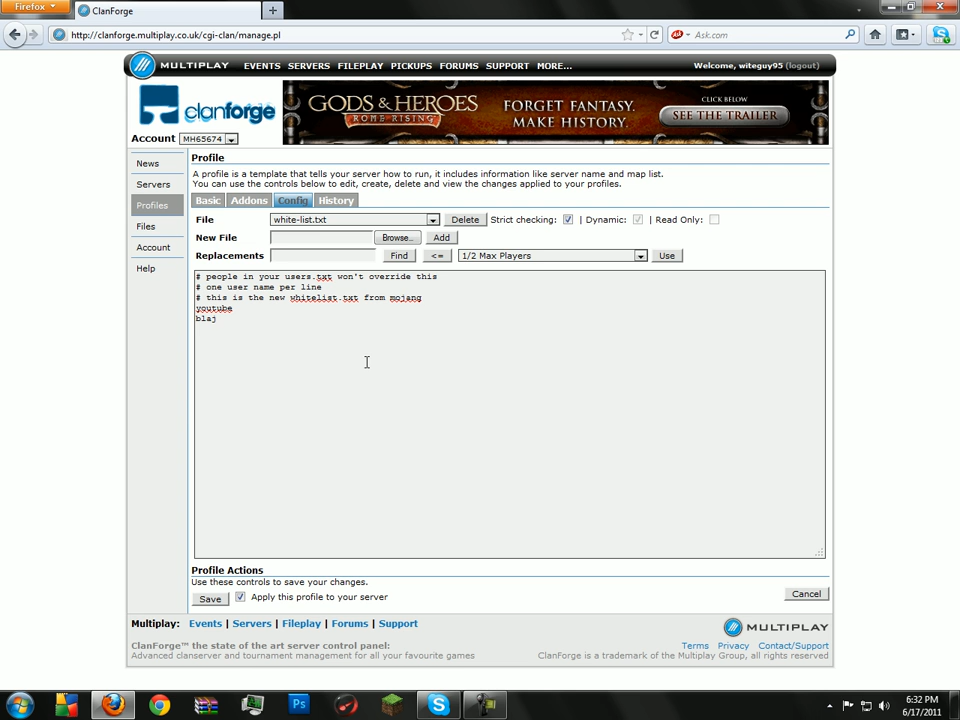 Firefox
ClanForge
http://clanforge.multiplay.co.uk/cgi-clan/manage.pl
Ask.com
MULTIPLAY EVENTS SERVERS FILEPLAY PICKUPS FORUMS SUPPORT MORE...
Welcome, witeguy95 (logout)
clanforge
GODS & HEROES
ROME RISING
FORGET FANTASY.
MAKE HISTORY.
CLICK BELOW
SEE THE TRAILER
Account MH65674
News
Servers
Profiles
Files
Account
Help
Profile
A profile is a template that tells your server how to run, it includes information like server name and map list.
You can use the controls below to edit, create, delete and view the changes applied to your profiles.
Basic Addons Config History
File white-list.txt Delete Strict checking: | Dynamic: | Read Only:
New File Browse... Add
Replacements Find <= 1/2 Max Players Use
# people in your users.txt won't override this
# one user name per line
# this is the new whitelist.txt from mojang
youtube
blaj
Profile Actions
Use these controls to save your changes.
Save Apply this profile to your server
Cancel
Multiplay: Events | Servers | Fileplay | Forums | Support
MULTIPLAY
ClanForge™ the state of the art server control panel:
Advanced clanserver and tournament management for all your favourite games
Terms Privacy Contact/Support
ClanForge is a trademark of the Multiplay Group, all rights reserved
Ps
6:32 PM
6/17/2011